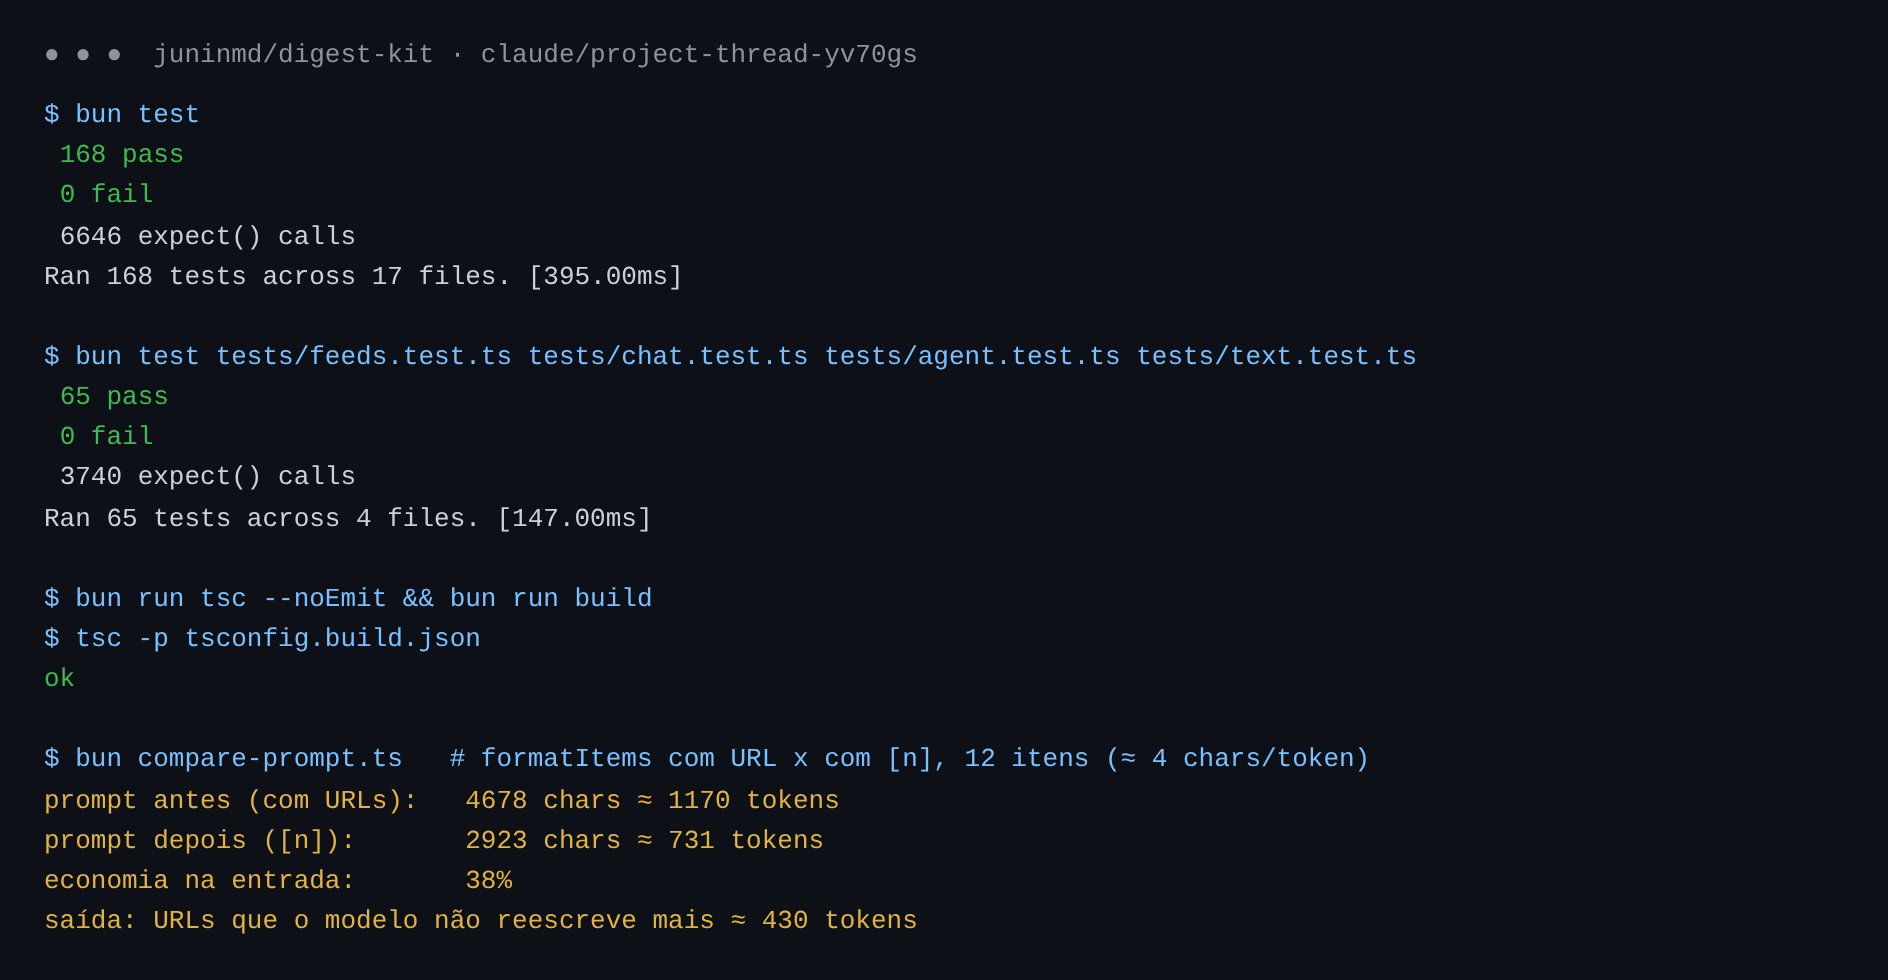 ● ● ● juninmd/digest-kit · claude/project-thread-yv70gs
$ bun test
168 pass
0 fail
6646 expect() calls
Ran 168 tests across 17 files. [395.00ms]
$ bun test tests/feeds.test.ts tests/chat.test.ts tests/agent.test.ts tests/text.test.ts
65 pass
0 fail
3740 expect() calls
Ran 65 tests across 4 files. [147.00ms]
$ bun run tsc --noEmit && bun run build
$ tsc -p tsconfig.build.json
ok
$ bun compare-prompt.ts   # formatItems com URL x com [n], 12 itens (≈ 4 chars/token)
prompt antes (com URLs):   4678 chars ≈ 1170 tokens
prompt depois ([n]):       2923 chars ≈ 731 tokens
economia na entrada:       38%
saída: URLs que o modelo não reescreve mais ≈ 430 tokens